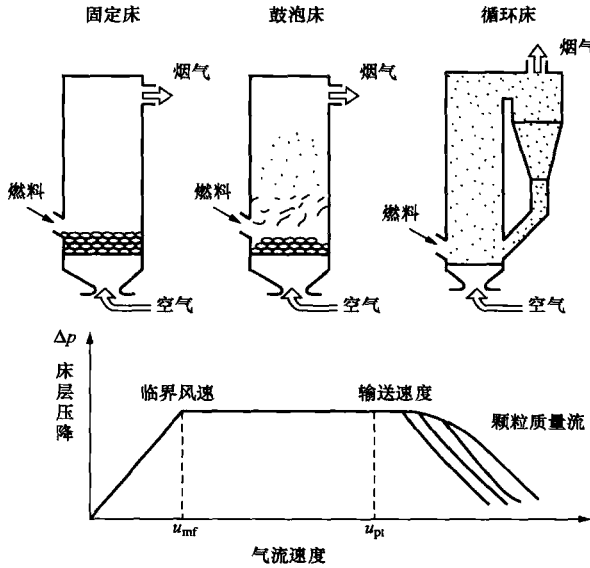 固定床
鼓泡床
循环床
烟气
烟气
烟气
燃料
燃料
燃料
空气
空气
空气
Δp
床层压降
临界风速
输送速度
颗粒质量流
u_mf
u_pt
气流速度